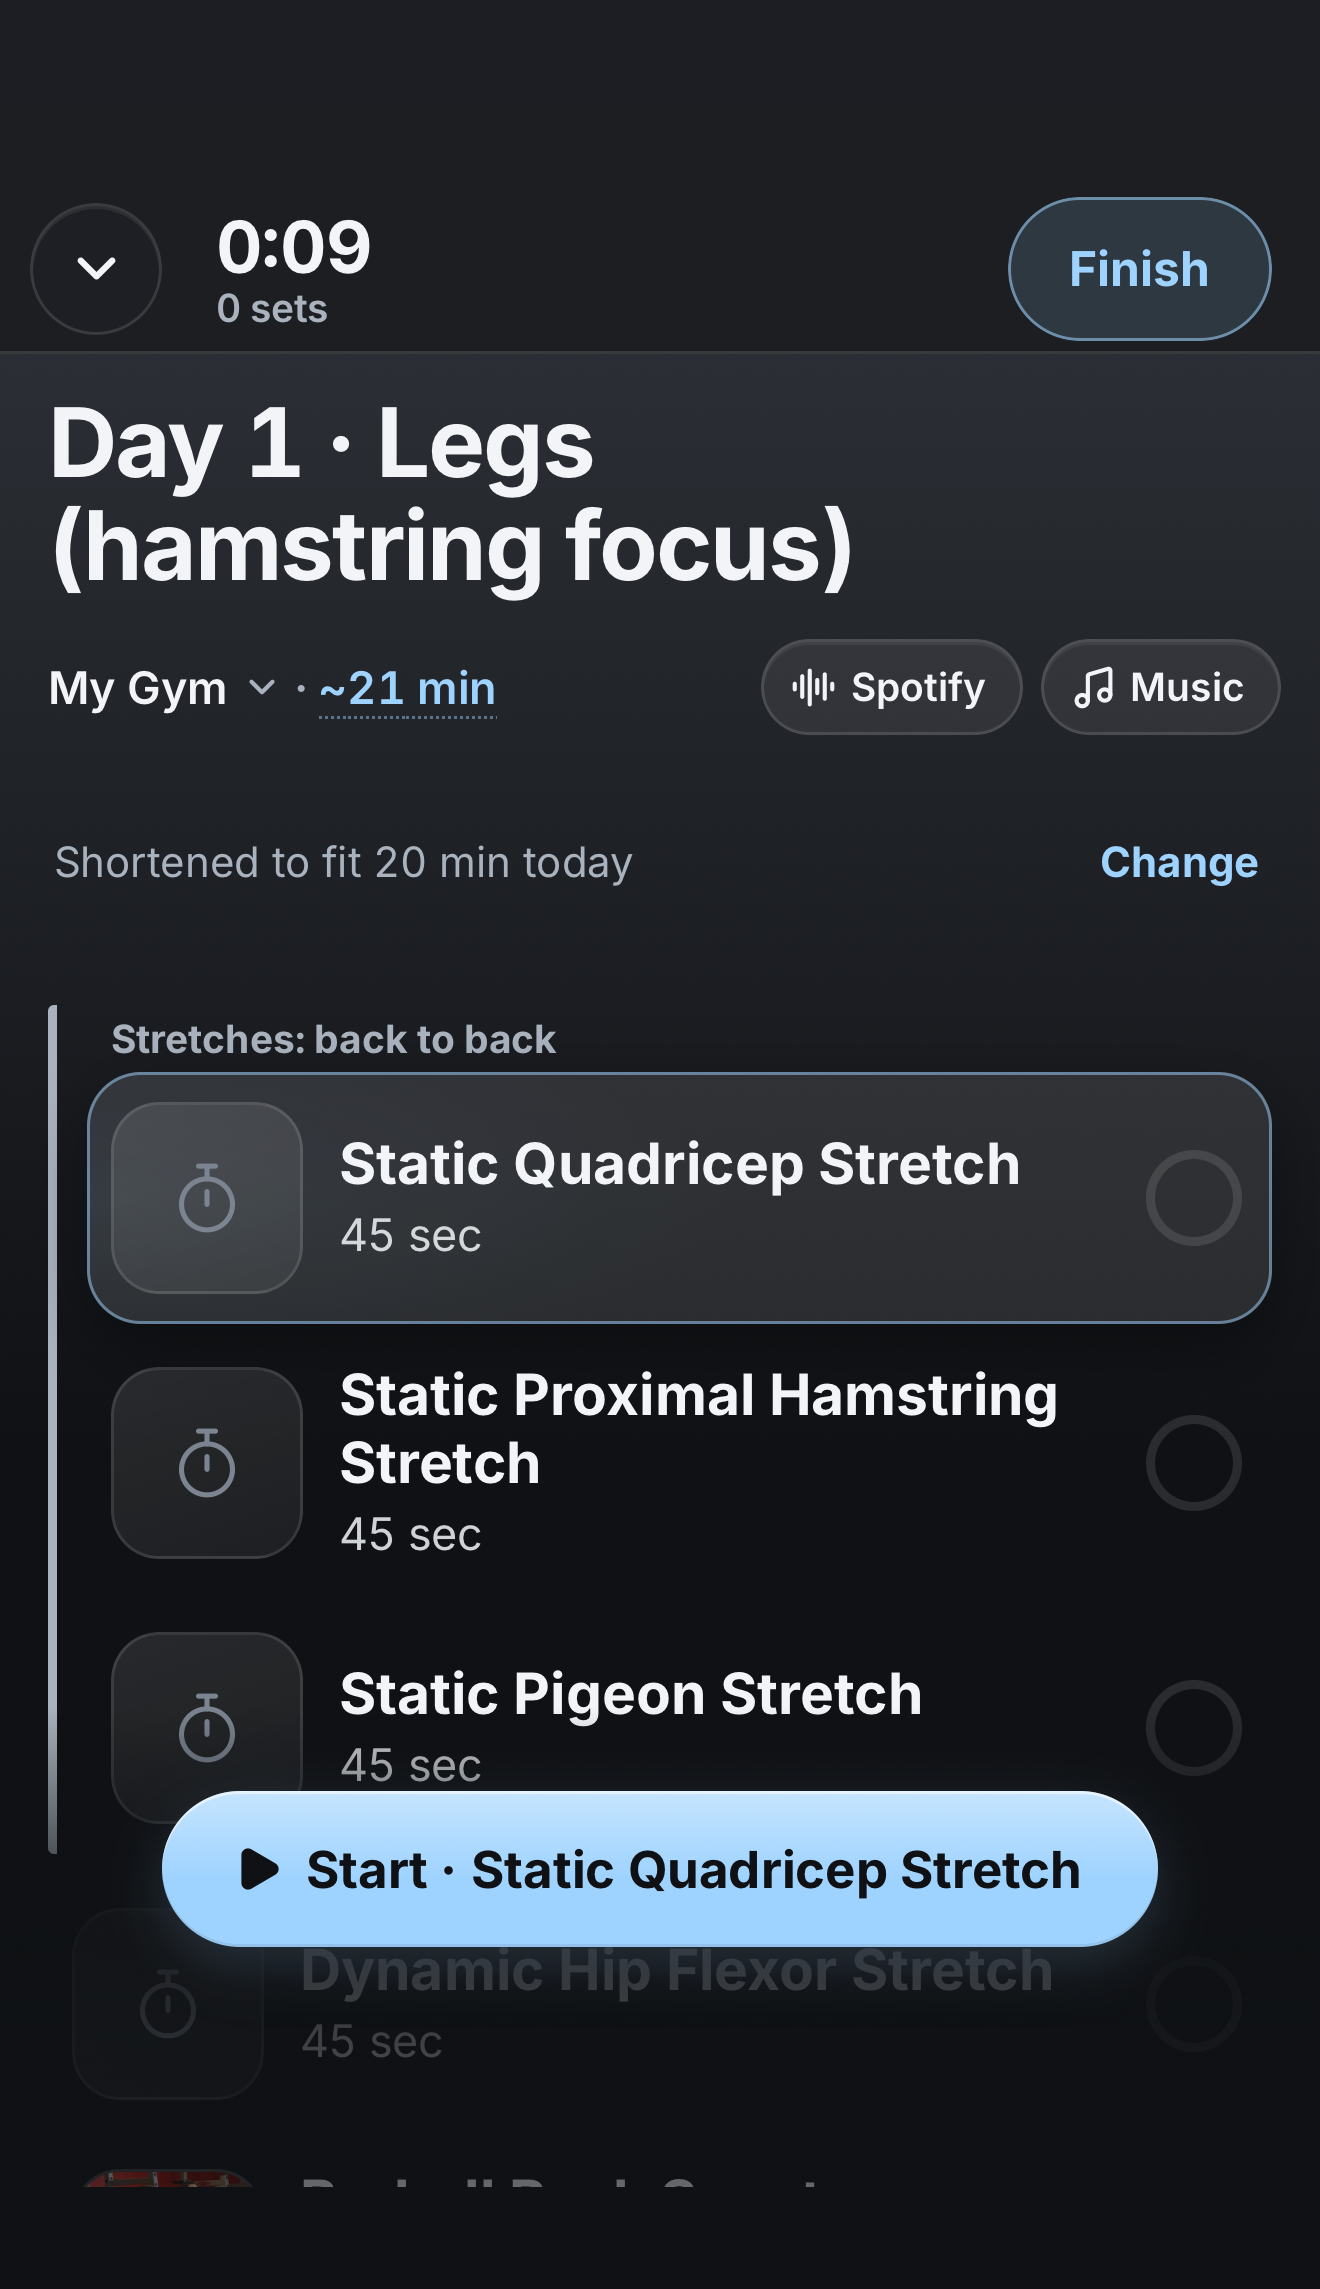 0:09
0 sets
Finish
Day 1 · Legs
(hamstring focus)
My Gym · ~21 min
Spotify
Music
Shortened to fit 20 min today
Change
Stretches: back to back
Static Quadricep Stretch
45 sec
Static Proximal Hamstring
Stretch
45 sec
Static Pigeon Stretch
45 sec
Start · Static Quadricep Stretch
Dynamic Hip Flexor Stretch
45 sec